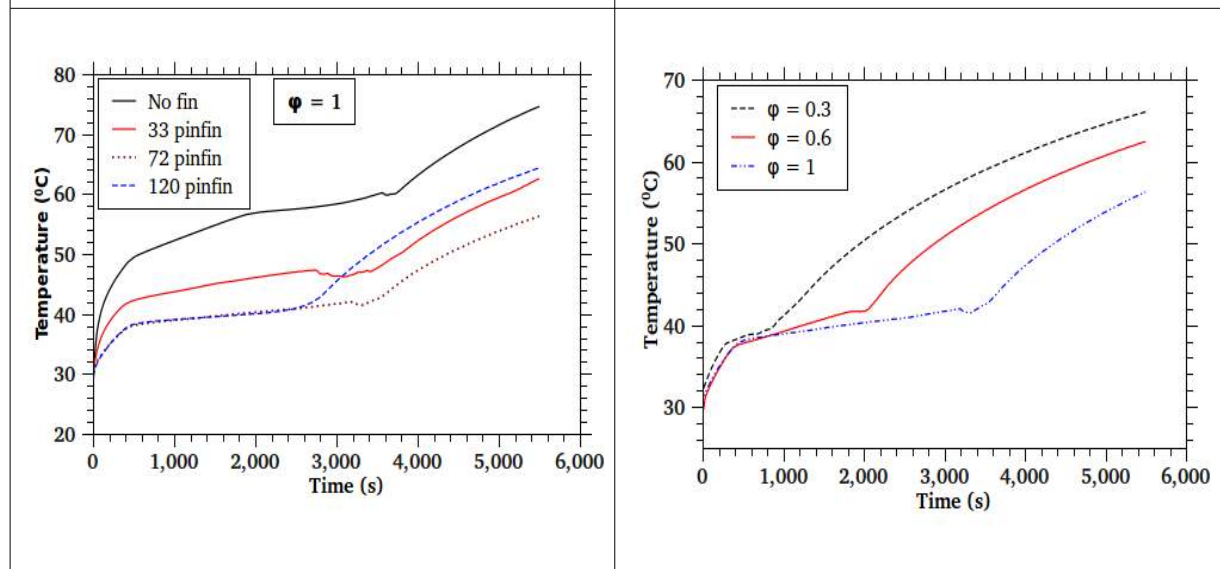 80
70
60
50
40
30
20
0
1,000
2,000
3,000
4,000
5,000
6,000
Temperature (⁰C)
Time (s)
No fin
33 pinfin
72 pinfin
120 pinfin
φ = 1
70
60
50
40
30
0
1,000
2,000
3,000
4,000
5,000
6,000
Temperature (⁰C)
Time (s)
φ = 0.3
φ = 0.6
φ = 1